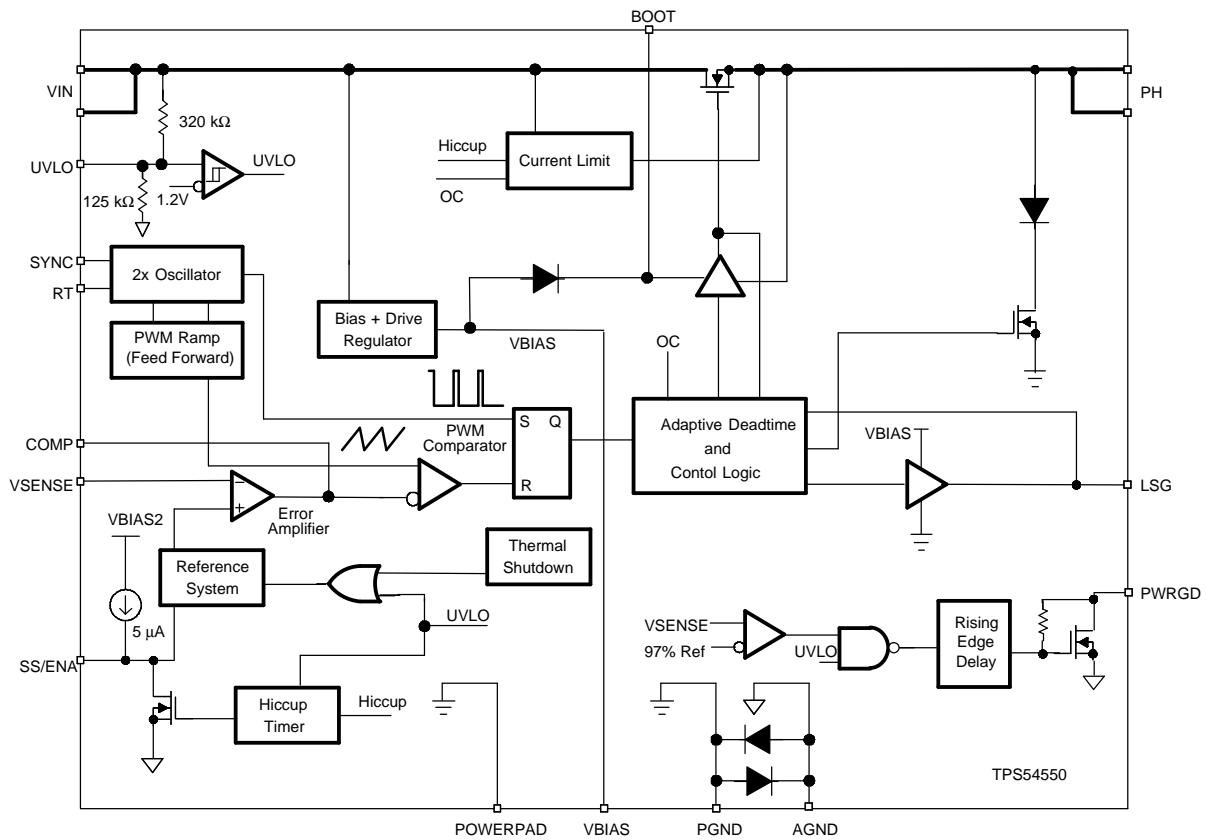 BOOT
VIN
PH
320 kΩ
UVLO
UVLO
125 kΩ
1.2V
Hiccup
OC
Current Limit
SYNC
RT
2x Oscillator
PWM Ramp
(Feed Forward)
Bias + Drive
Regulator
VBIAS
OC
PWM
Comparator
S Q
R
Adaptive Deadtime
and
Contol Logic
VBIAS
COMP
VSENSE
LSG
Error
Amplifier
VBIAS2
Reference
System
Thermal
Shutdown
5 µA
UVLO
SS/ENA
Hiccup
Timer
Hiccup
VSENSE
97% Ref
UVLO
Rising
Edge
Delay
PWRGD
TPS54550
POWERPAD
VBIAS
PGND
AGND